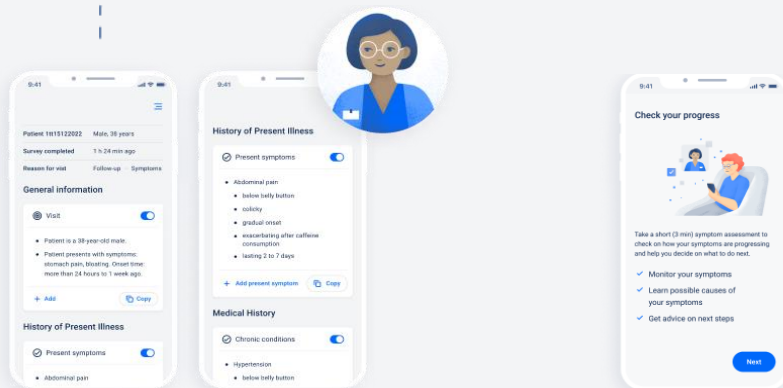 9:41
Patient 1tt15122022 Male, 38 years
Survey completed 1 h 24 min ago
Reason for visit Follow-up Symptoms
General information
Visit
Patient is a 38-year-old male.
Patient presents with symptoms:
stomach pain, bloating. Onset time:
more than 24 hours to 1 week ago.
+ Add Copy
History of Present Illness
Present symptoms
Abdominal pain
9:41
History of Present Illness
Present symptoms
Abdominal pain
below belly button
colicky
gradual onset
exacerbating after caffeine
consumption
lasting 2 to 7 days
+ Add present symptom Copy
Medical History
Chronic conditions
Hypertension
below belly button
9:41
Check your progress
Take a short (3 min) symptom assessment to
check on how your symptoms are progressing
and help you decide on what to do next.
Monitor your symptoms
Learn possible causes of
your symptoms
Get advice on next steps
Next